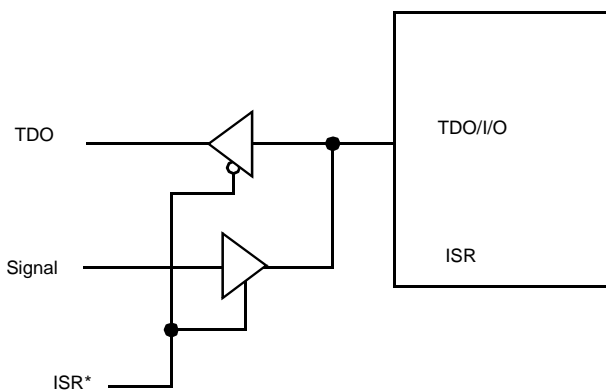 TDO
TDO/I/O
Signal
ISR
ISR*